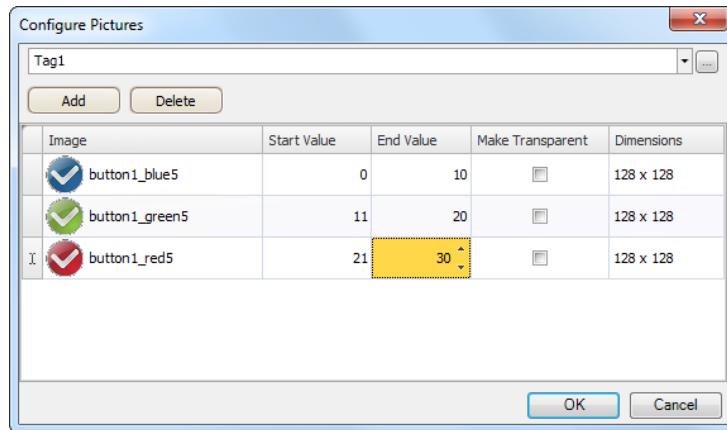 Configure Pictures
Tag1
...
Add Delete
Image Start Value End Value Make Transparent Dimensions
button1_blue5 0 10 128 x 128
button1_green5 11 20 128 x 128
button1_red5 21 30 128 x 128
OK Cancel